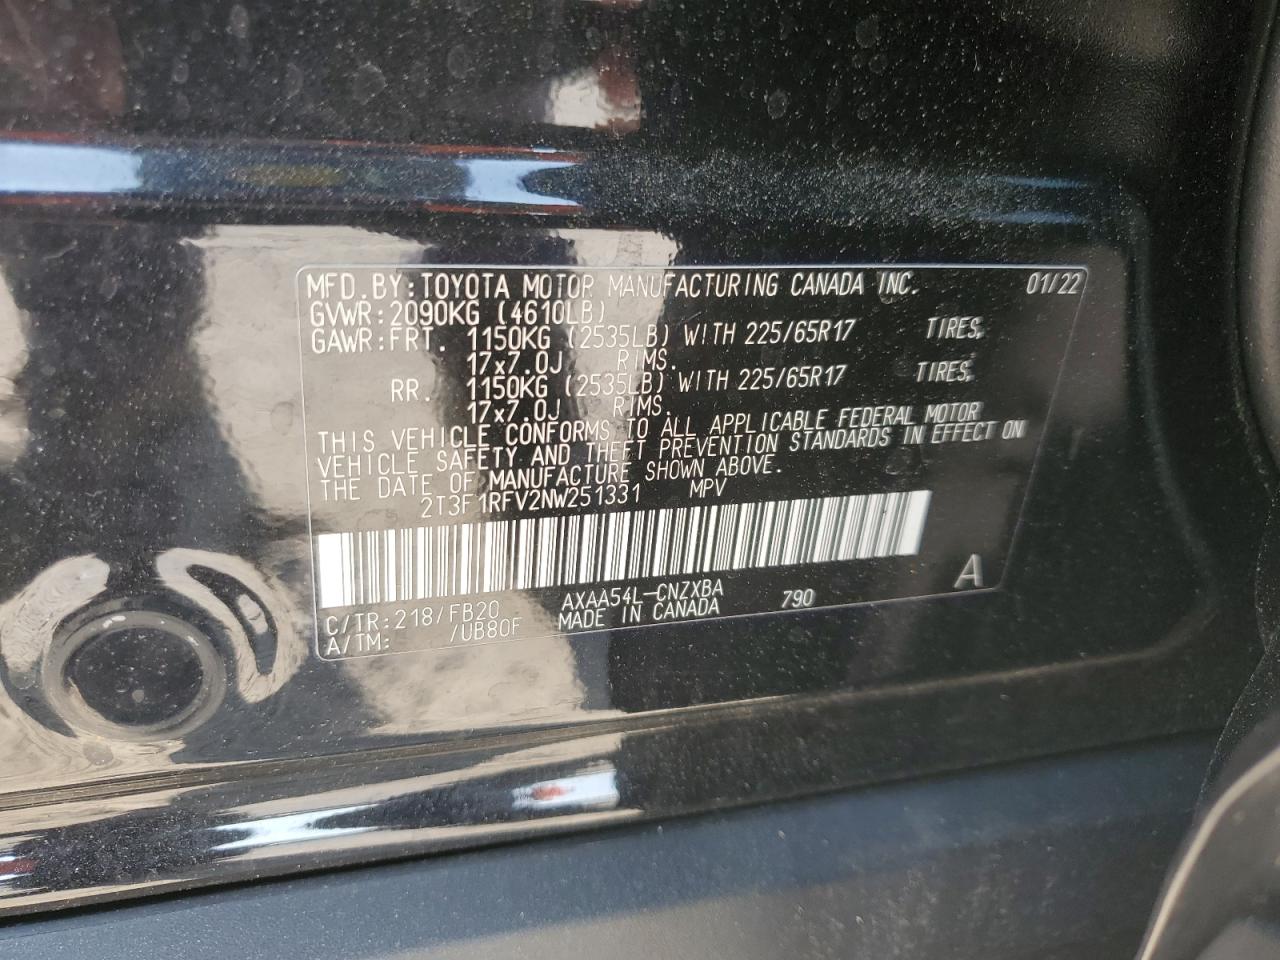 MFD.BY:TOYOTA MOTOR MANUFACTURING CANADA INC. 01/22
GVWR:2090KG (4610LB)
GAWR:FRT. 1150KG (2535LB) WITH 225/65R17 TIRES,
17x7.0J RIMS.
RR. 1150KG (2535LB) WITH 225/65R17 TIRES,
17x7.0J RIMS.
THIS VEHICLE CONFORMS TO ALL APPLICABLE FEDERAL MOTOR
VEHICLE SAFETY AND THEFT PREVENTION STANDARDS IN EFFECT ON
THE DATE OF MANUFACTURE SHOWN ABOVE.
2T3F1RFV2NW251331 MPV
C/TR:218/FB20 AXAA54L-CNZXBA 790 A
A/TM: /UB80F MADE IN CANADA